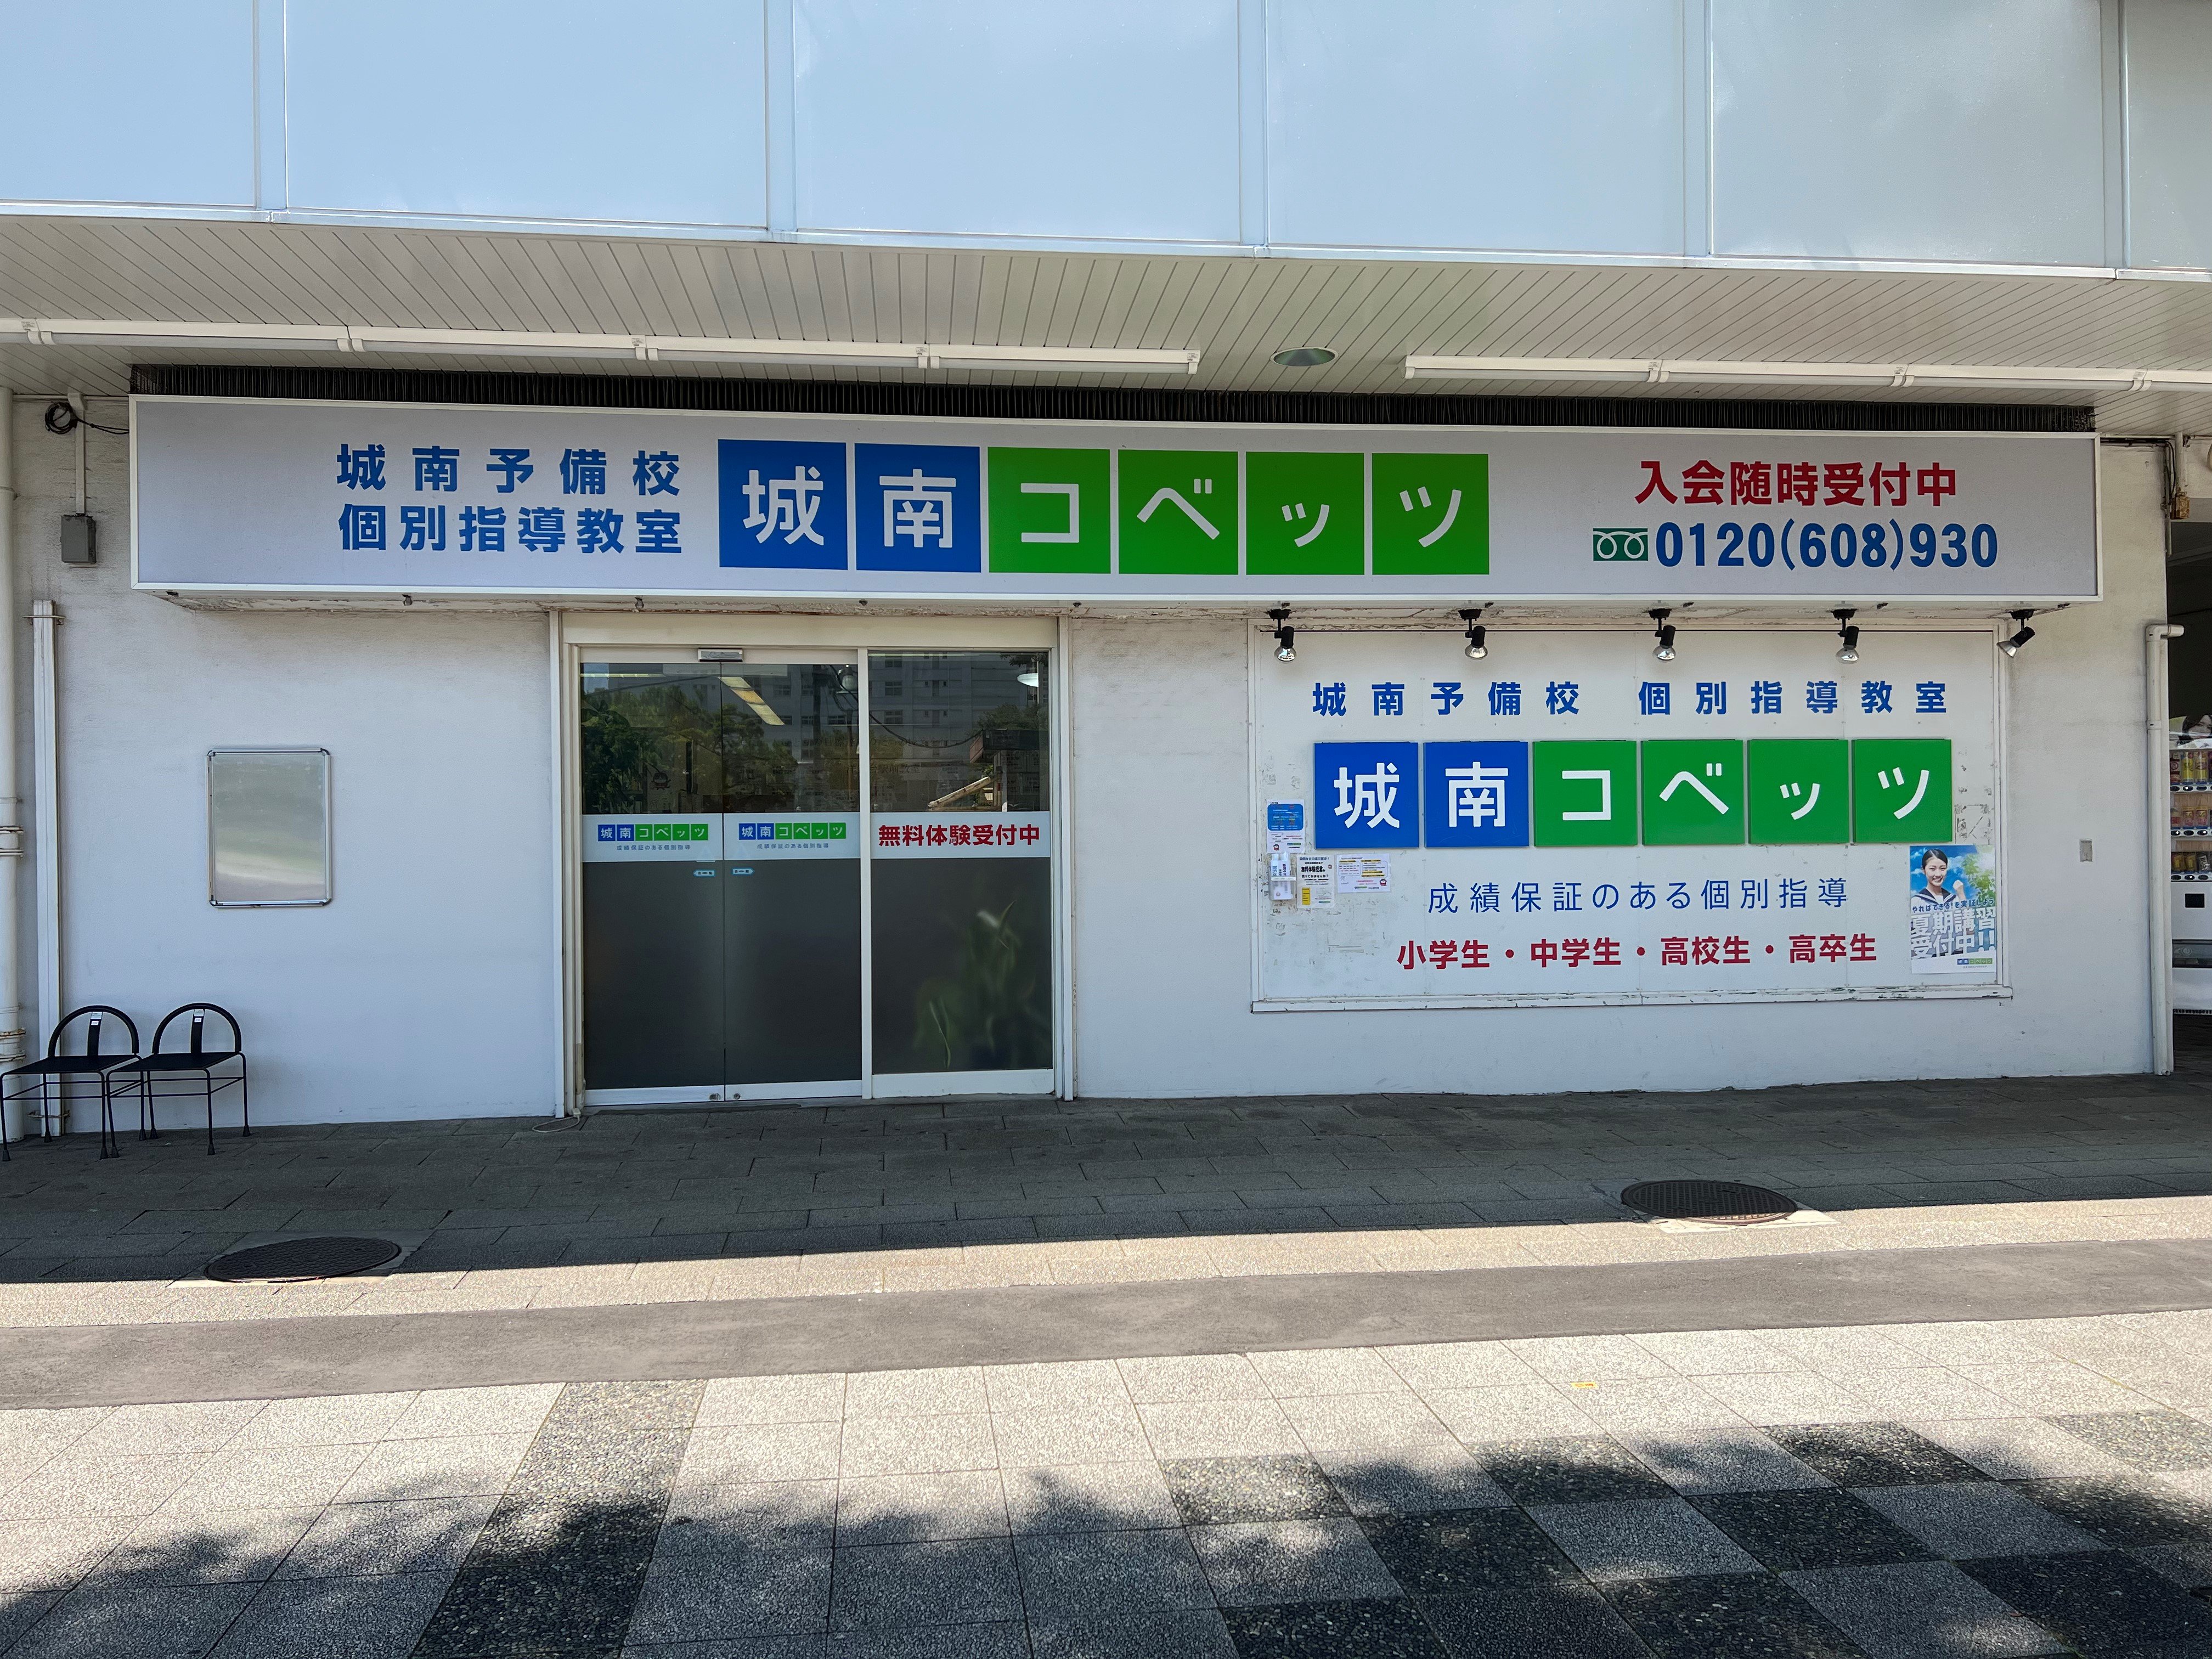 城南予備校
個別指導教室
城南コベッツ
入会随時受付中
0120(608)930
城南コベッツ
成績保証のある個別指導
城南コベッツ
成績保証のある個別指導
無料体験受付中
城南予備校 個別指導教室
城南コベッツ
成績保証のある個別指導
小学生・中学生・高校生・高卒生
夏期講習
受付中!!